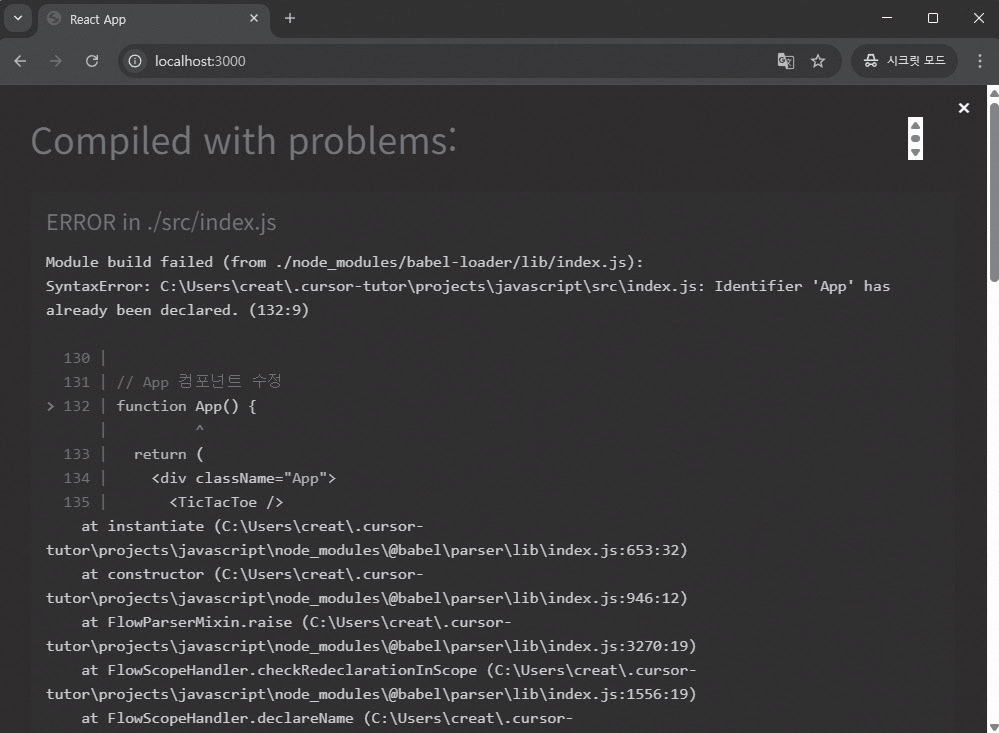 React App
localhost:3000
시크릿 모드
Compiled with problems:
ERROR in ./src/index.js
Module build failed (from ./node_modules/babel-loader/lib/index.js):
SyntaxError: C:\Users\creat\.cursor-tutor\projects\javascript\src\index.js: Identifier 'App' has
already been declared. (132:9)
130 |
131 | // App 컴포넌트 수정
> 132 | function App() {
| ^
133 | return (
134 | <div className="App">
135 | <TicTacToe />
at instantiate (C:\Users\creat\.cursor-
tutor\projects\javascript\node_modules\@babel\parser\lib\index.js:653:32)
at constructor (C:\Users\creat\.cursor-
tutor\projects\javascript\node_modules\@babel\parser\lib\index.js:946:12)
at FlowParserMixin.raise (C:\Users\creat\.cursor-
tutor\projects\javascript\node_modules\@babel\parser\lib\index.js:3270:19)
at FlowScopeHandler.checkRedeclarationInScope (C:\Users\creat\.cursor-
tutor\projects\javascript\node_modules\@babel\parser\lib\index.js:1556:19)
at FlowScopeHandler.declareName (C:\Users\creat\.cursor-